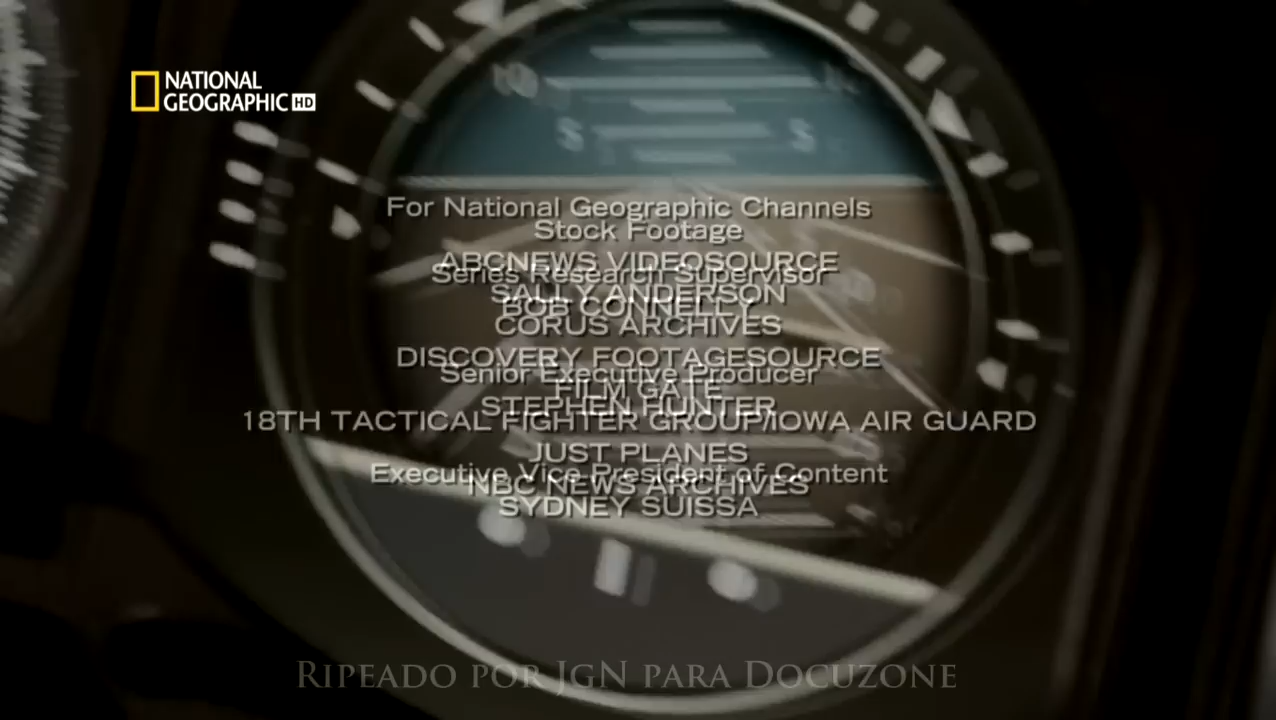 NATIONAL
GEOGRAPHIC HD
For National Geographic Channels
Stock Footage
ABCNEWS VIDEOSOURCE
Series Research Supervisor
SALLY ANDERSON
BOB CONNELLY
CORUS ARCHIVES
DISCOVERY FOOTAGESOURCE
Senior Executive Producer
FILM GATE
STEPHEN HUNTER
18TH TACTICAL FIGHTER GROUP/IOWA AIR GUARD
JUST PLANES
Executive Vice President of Content
NBC NEWS ARCHIVES
SYDNEY SUISSA
RIPEADO POR JGN PARA DOCUZONE